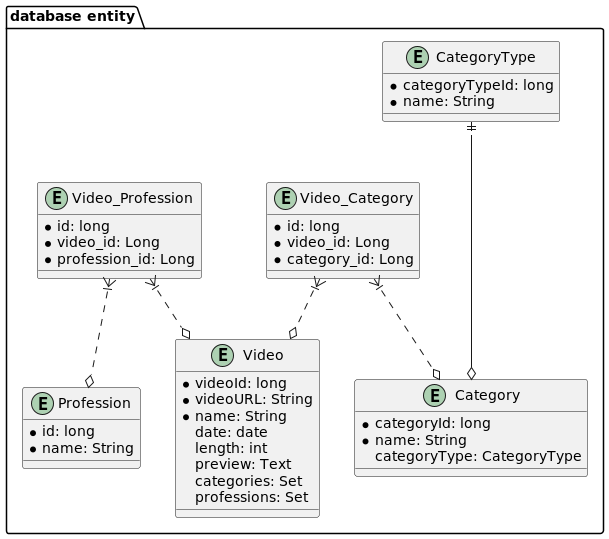 database entity
E CategoryType
categoryTypeId: long
name: String
E Video_Profession
id: long
video_id: Long
profession_id: Long
E Video_Category
id: long
video_id: Long
category_id: Long
E Profession
id: long
name: String
E Video
videoId: long
videoURL: String
name: String
date: date
length: int
preview: Text
categories: Set
professions: Set
E Category
categoryId: long
name: String
categoryType: CategoryType